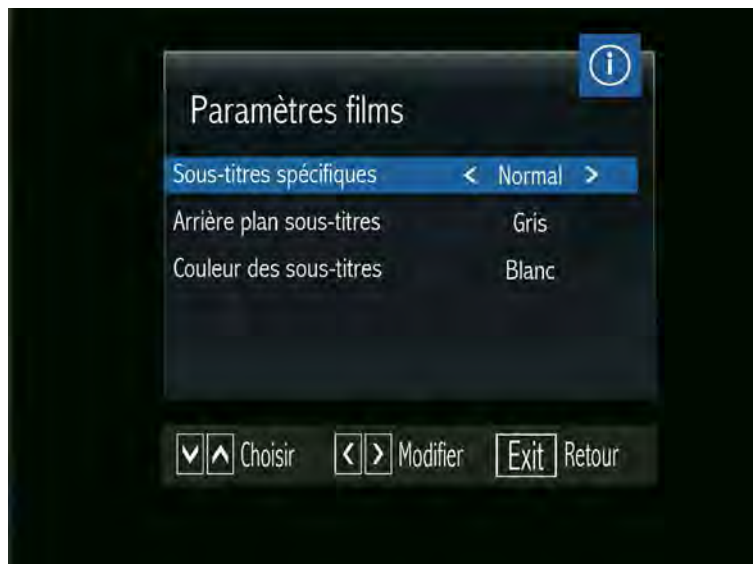 Paramètres films
Sous-titres spécifiques < Normal >
Arrière plan sous-titres Gris
Couleur des sous-titres Blanc
Choisir < > Modifier Exit Retour